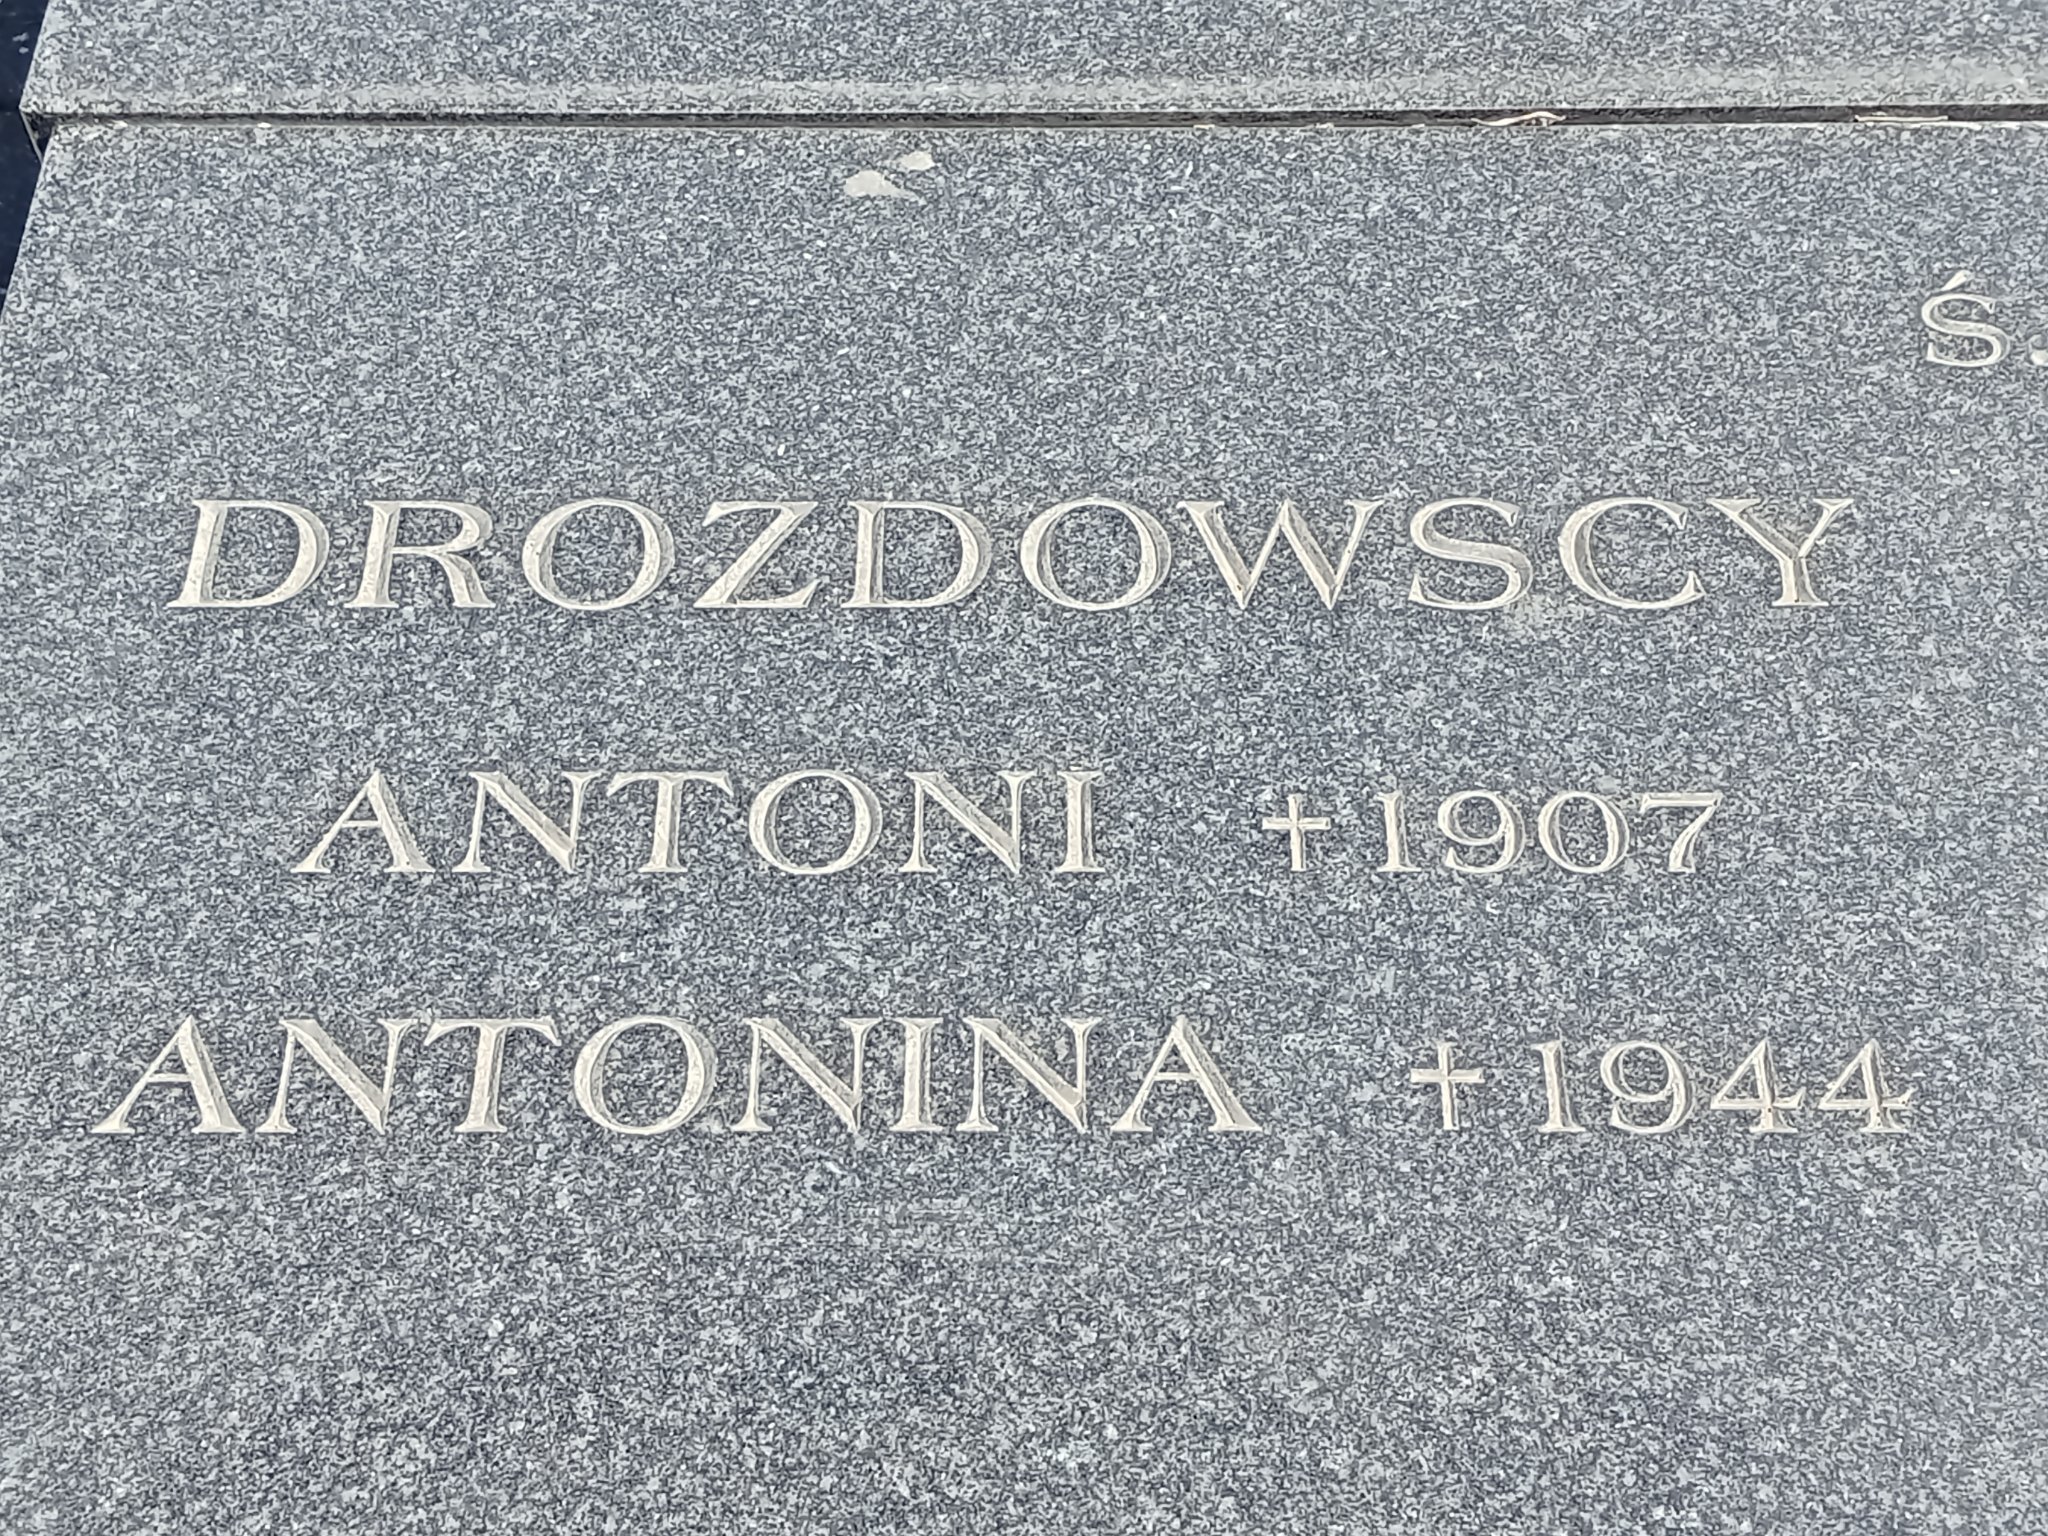 Ś.
DROZDOWSCY
ANTONI †1907
ANTONINA †1944